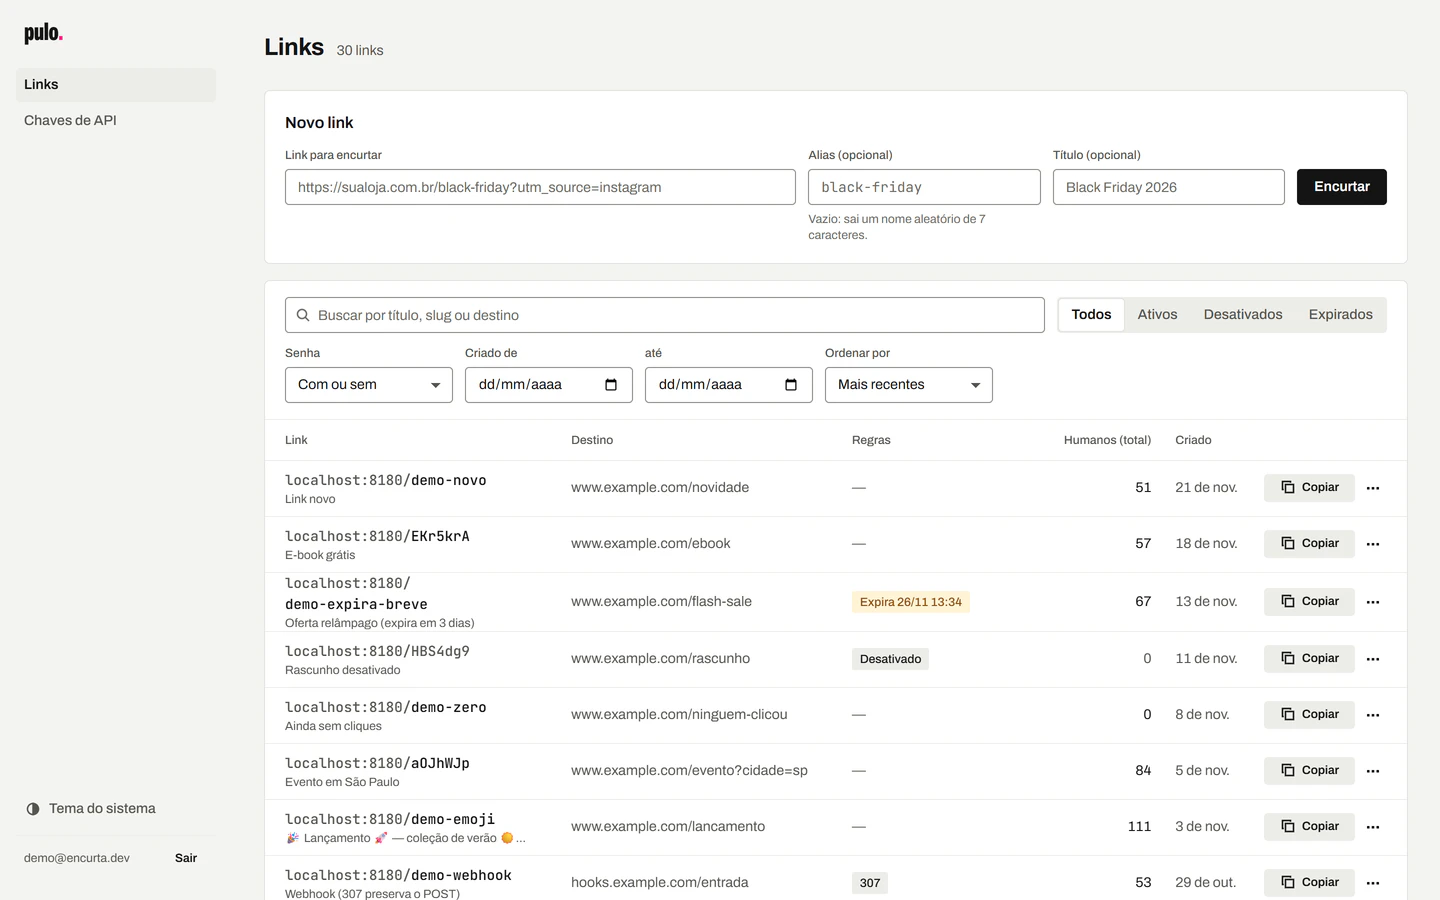 pulo.
Links
Chaves de API
Tema do sistema
demo@encurta.dev Sair
Links 30 links
Novo link
Link para encurtar Alias (opcional) Título (opcional)
https://sualoja.com.br/black-friday?utm_source=instagram black-friday Black Friday 2026 Encurtar
Vazio: sai um nome aleatório de 7
caracteres.
Buscar por título, slug ou destino Todos Ativos Desativados Expirados
Senha Criado de até Ordenar por
Com ou sem dd/mm/aaaa dd/mm/aaaa Mais recentes
Link Destino Regras Humanos (total) Criado
localhost:8180/demo-novo www.example.com/novidade — 51 21 de nov. Copiar ...
Link novo
localhost:8180/EKr5krA www.example.com/ebook — 57 18 de nov. Copiar ...
E-book grátis
localhost:8180/
demo-expira-breve www.example.com/flash-sale Expira 26/11 13:34 67 13 de nov. Copiar ...
Oferta relâmpago (expira em 3 dias)
localhost:8180/HBS4dg9 www.example.com/rascunho Desativado 0 11 de nov. Copiar ...
Rascunho desativado
localhost:8180/demo-zero www.example.com/ninguem-clicou — 0 8 de nov. Copiar ...
Ainda sem cliques
localhost:8180/aOJhWJp www.example.com/evento?cidade=sp — 84 5 de nov. Copiar ...
Evento em São Paulo
localhost:8180/demo-emoji www.example.com/lancamento — 111 3 de nov. Copiar ...
🎉 Lançamento 🚀 — coleção de verão 🌞 ...
localhost:8180/demo-webhook hooks.example.com/entrada 307 53 29 de out. Copiar ...
Webhook (307 preserva o POST)